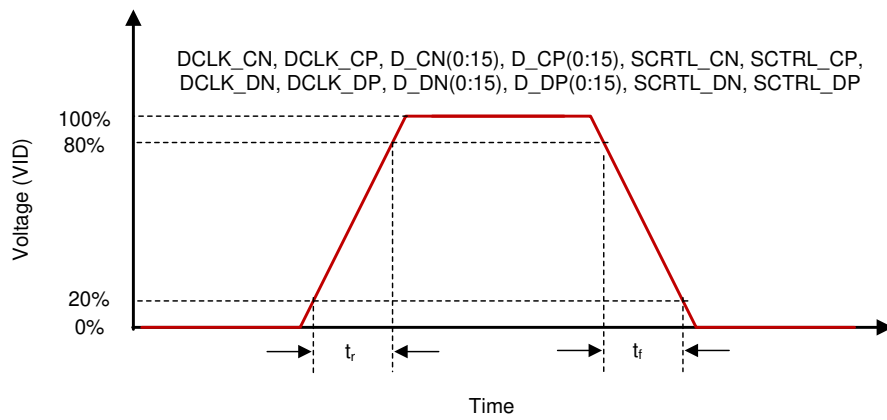 DCLK_CN, DCLK_CP, D_CN(0:15), D_CP(0:15), SCRTL_CN, SCTRL_CP,
DCLK_DN, DCLK_DP, D_DN(0:15), D_DP(0:15), SCRTL_DN, SCTRL_DP
100%
80%
Voltage (VID)
20%
0%
tr
tf
Time